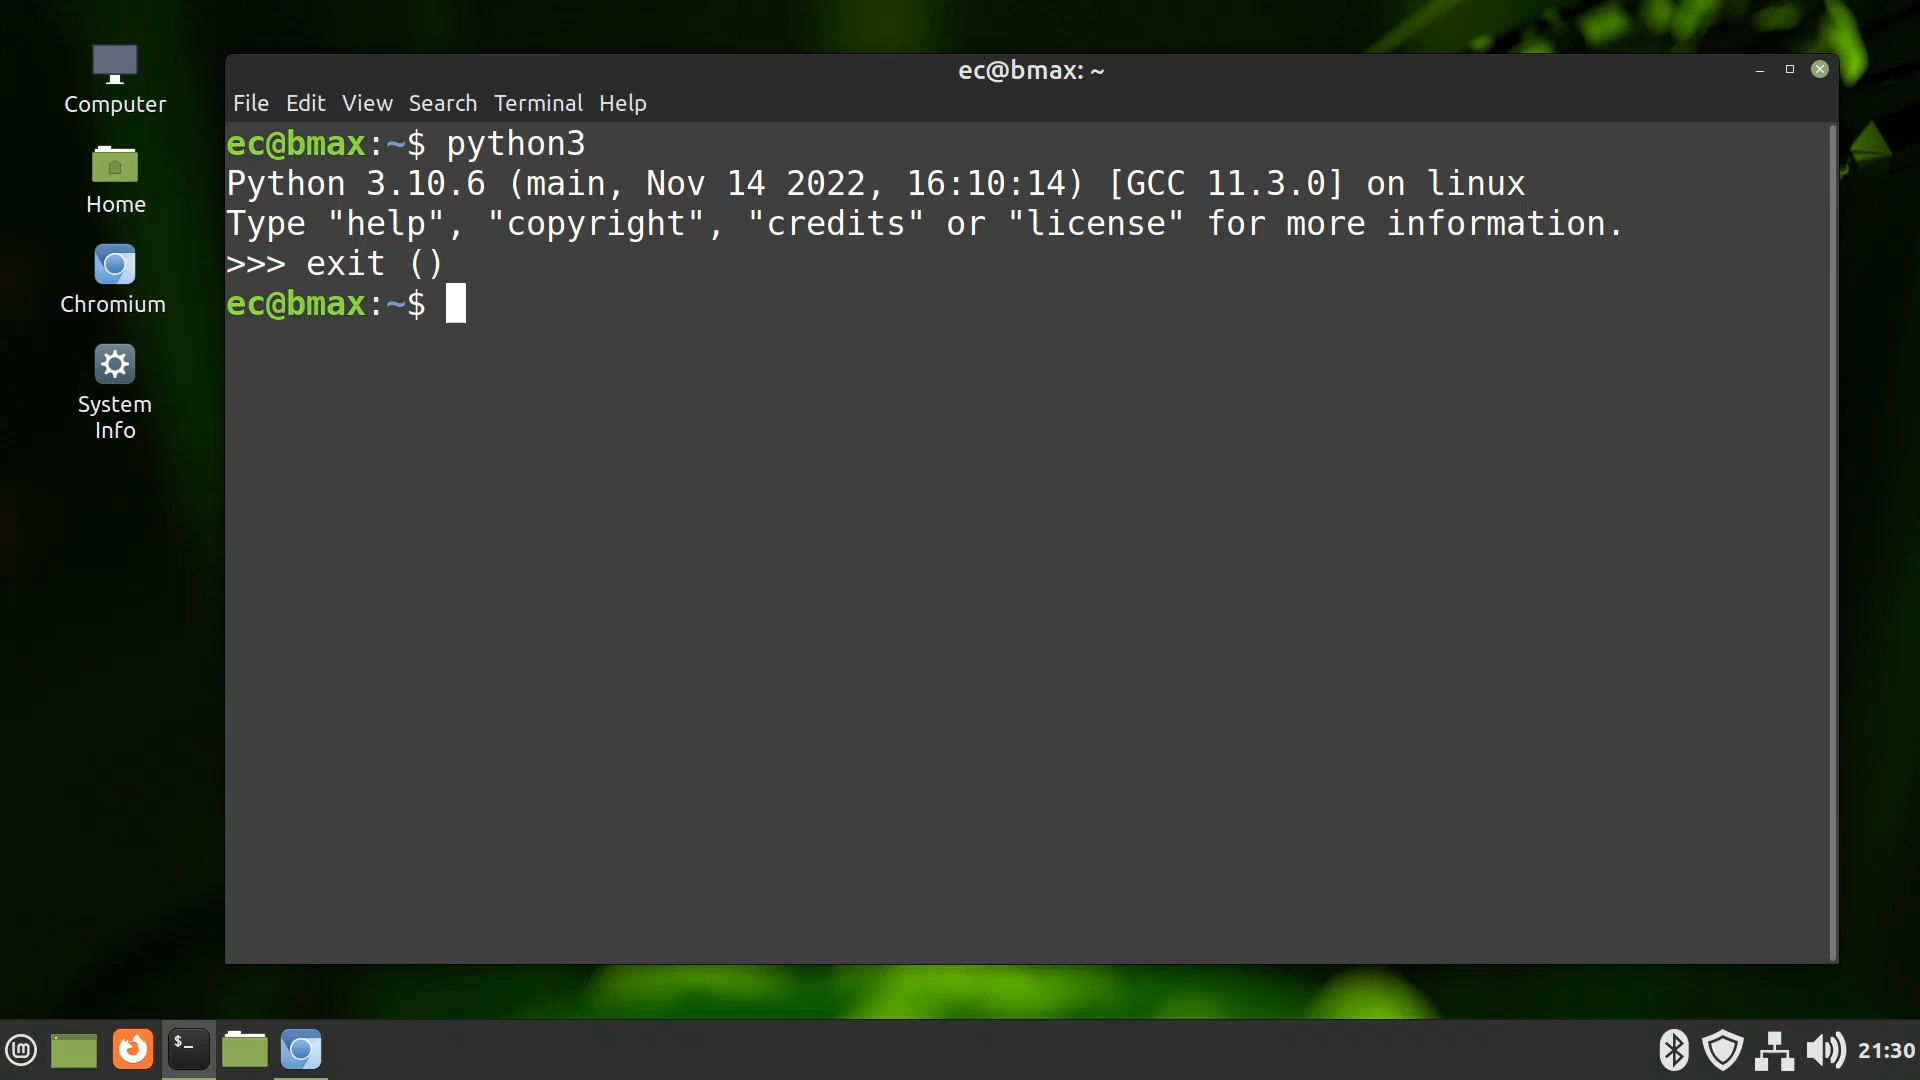 ec@bmax: ~
File Edit View Search Terminal Help
ec@bmax:~$ python3
Python 3.10.6 (main, Nov 14 2022, 16:10:14) [GCC 11.3.0] on linux
Type "help", "copyright", "credits" or "license" for more information.
>>> exit ()
ec@bmax:~$
Computer
Home
Chromium
System
Info
$_
21:30